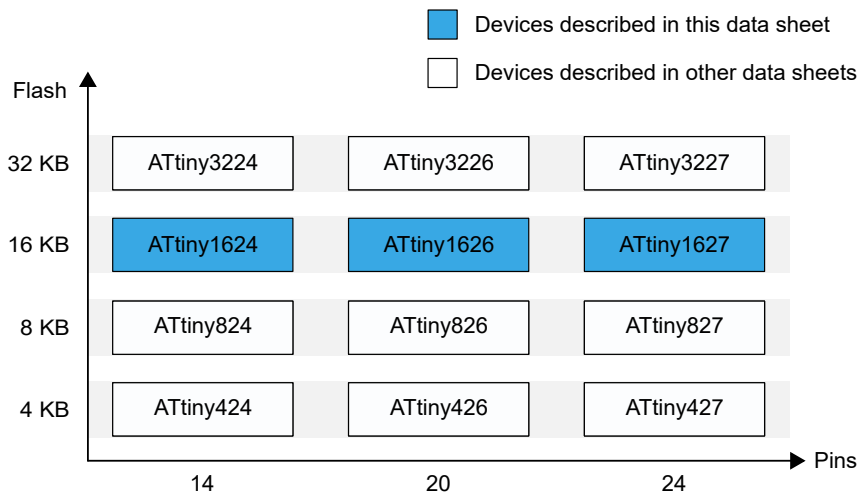 Devices described in this data sheet
Devices described in other data sheets
Flash
32 KB ATtiny3224 ATtiny3226 ATtiny3227
16 KB ATtiny1624 ATtiny1626 ATtiny1627
8 KB ATtiny824 ATtiny826 ATtiny827
4 KB ATtiny424 ATtiny426 ATtiny427
Pins
14 20 24